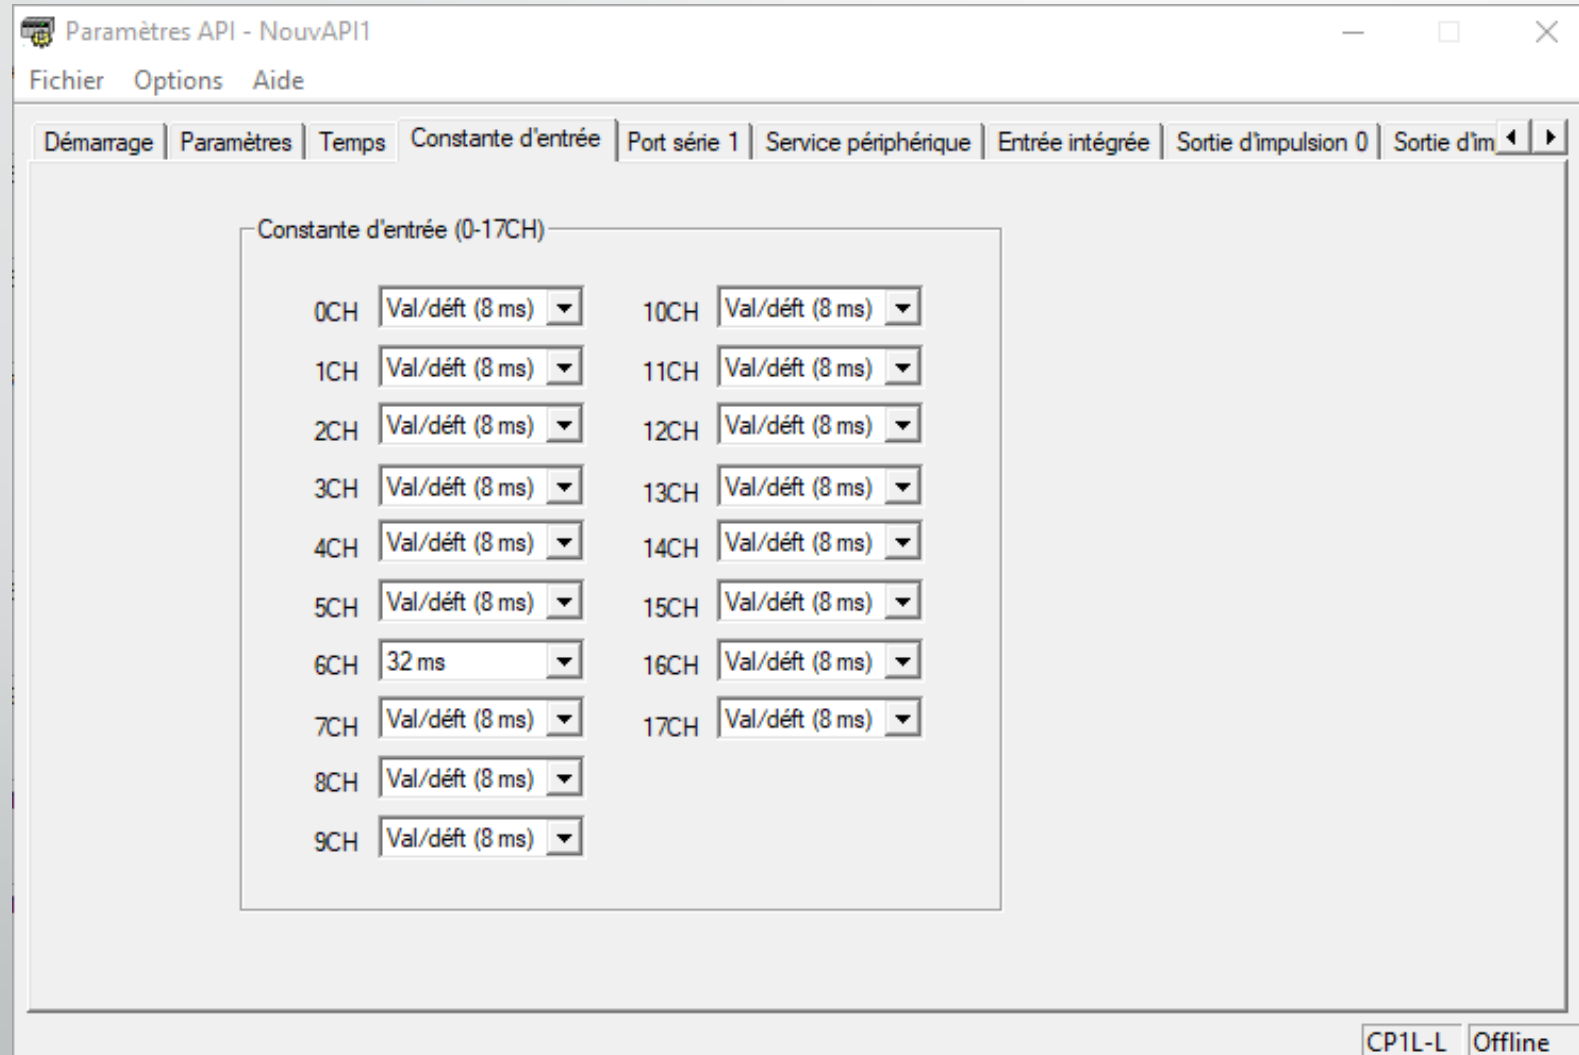 Paramètres API - NouvAPI1
Fichier Options Aide
Démarrage Paramètres Temps Constante d'entrée Port série 1 Service périphérique Entrée intégrée Sortie d'impulsion 0 Sortie d'im
Constante d'entrée (0-17CH)
0CH Val/déft (8 ms) 10CH Val/déft (8 ms)
1CH Val/déft (8 ms) 11CH Val/déft (8 ms)
2CH Val/déft (8 ms) 12CH Val/déft (8 ms)
3CH Val/déft (8 ms) 13CH Val/déft (8 ms)
4CH Val/déft (8 ms) 14CH Val/déft (8 ms)
5CH Val/déft (8 ms) 15CH Val/déft (8 ms)
6CH 32 ms 16CH Val/déft (8 ms)
7CH Val/déft (8 ms) 17CH Val/déft (8 ms)
8CH Val/déft (8 ms)
9CH Val/déft (8 ms)
CP1L-L Offline